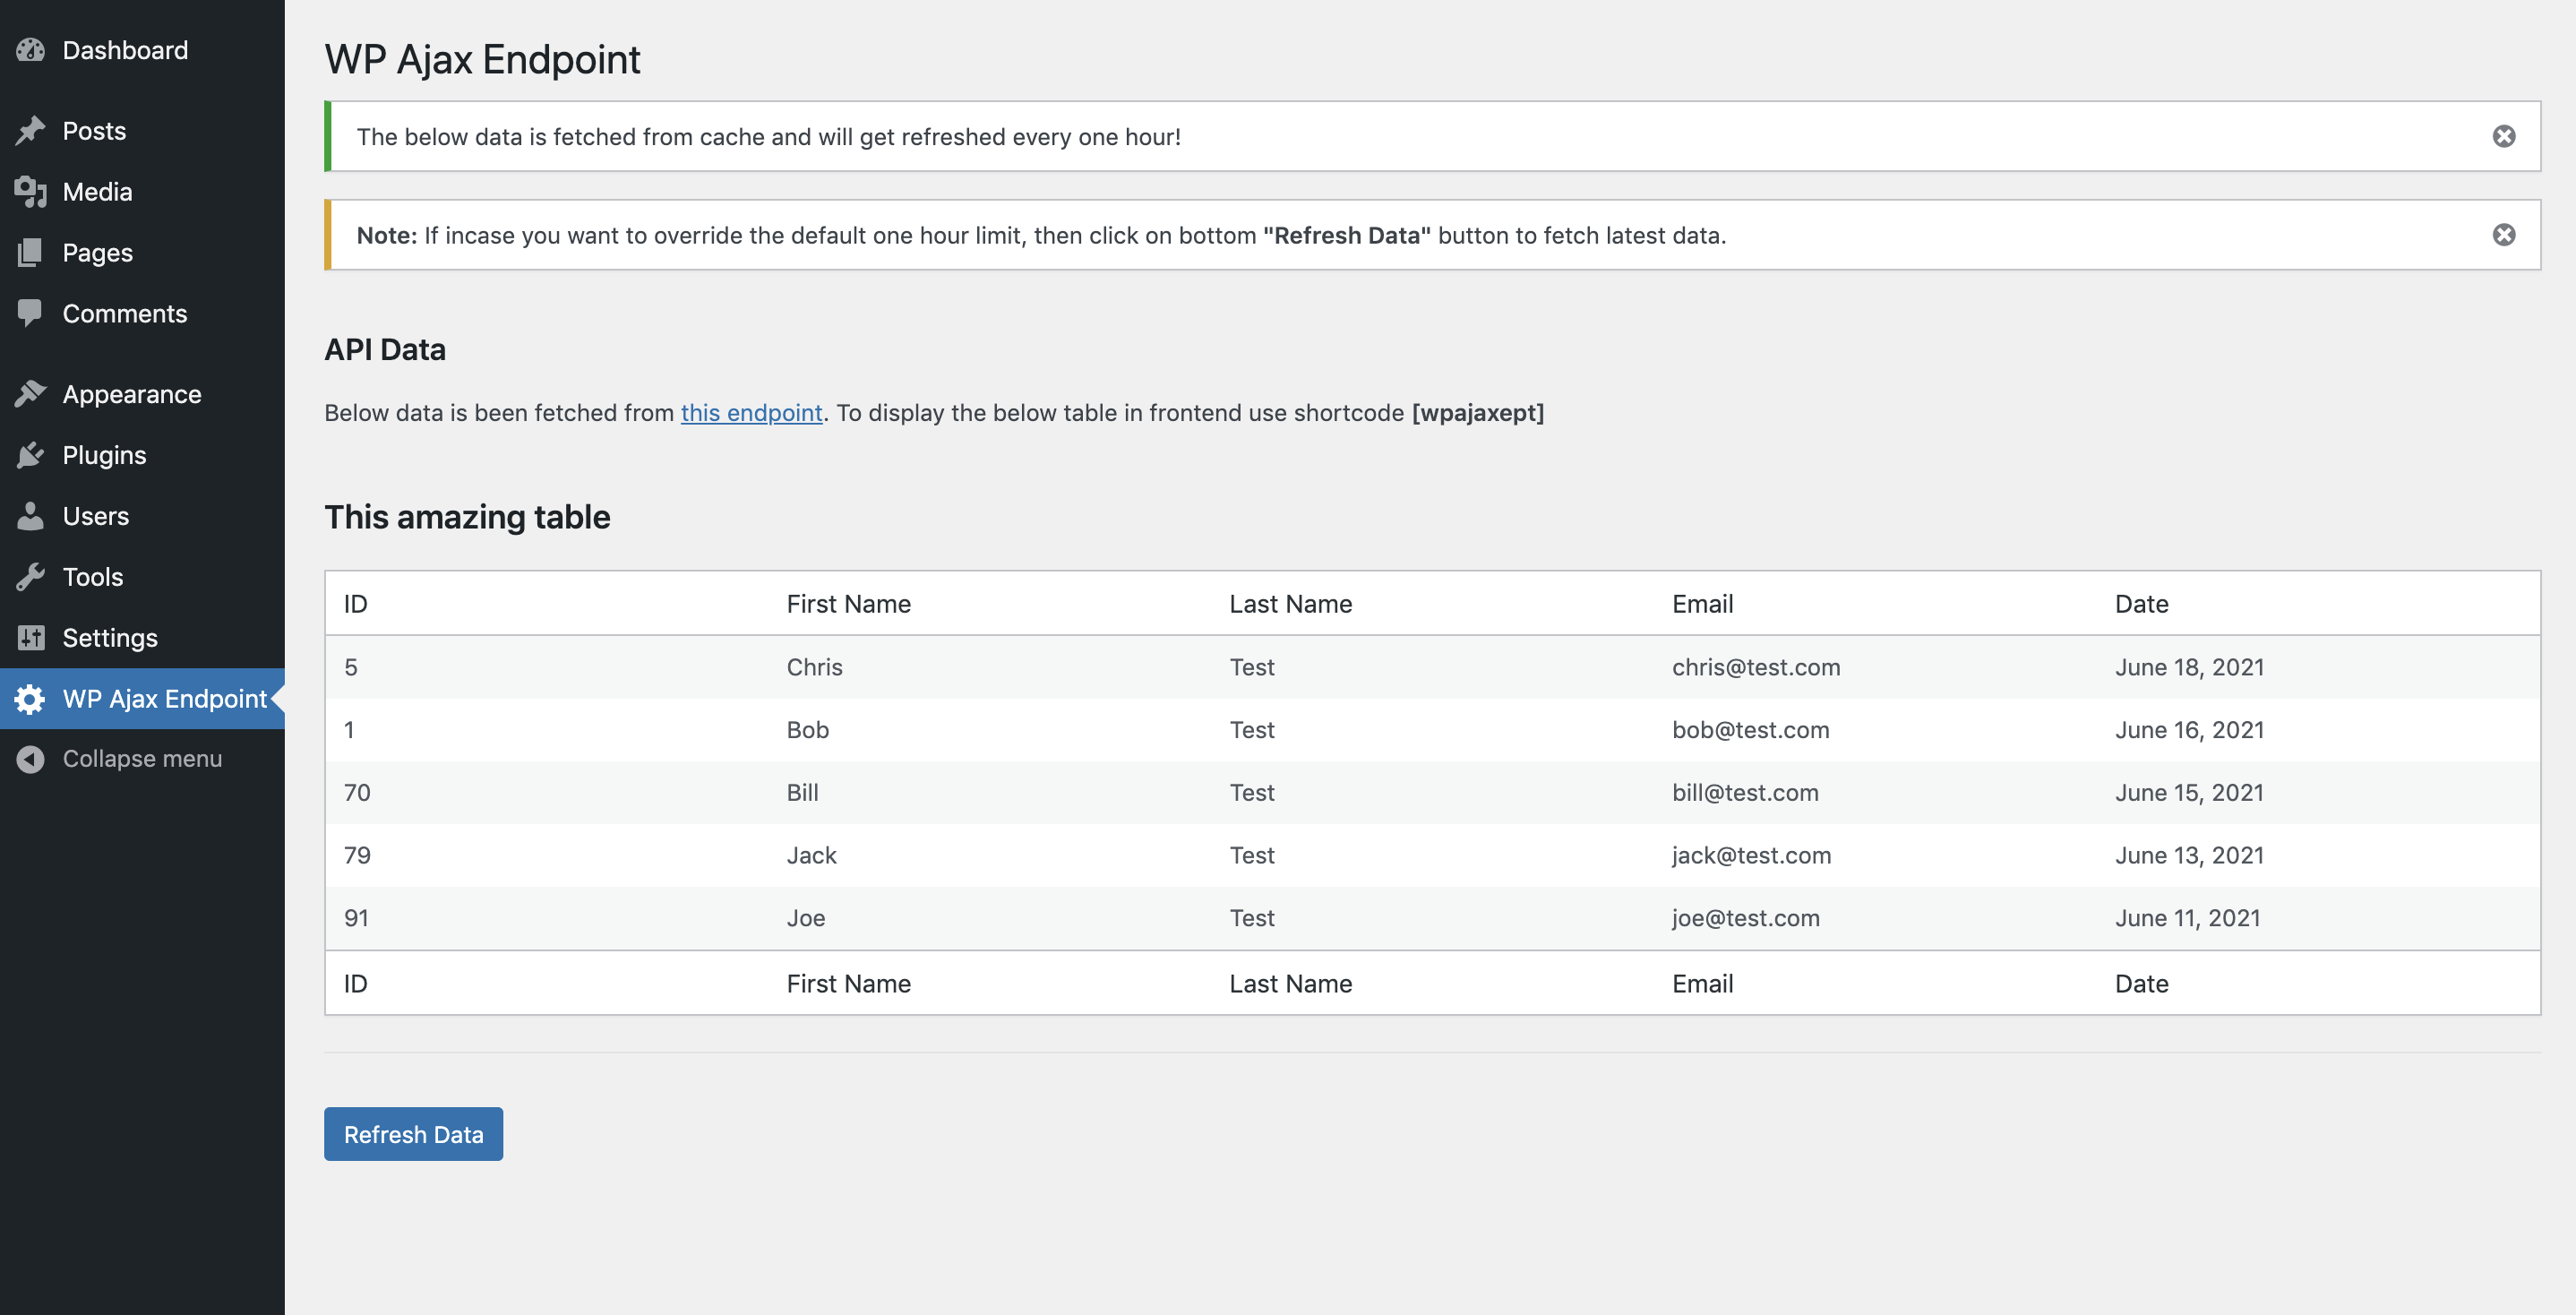 Dashboard
Posts
Media
Pages
Comments
Appearance
Plugins
Users
Tools
Settings
WP Ajax Endpoint
Collapse menu
WP Ajax Endpoint
The below data is fetched from cache and will get refreshed every one hour!
Note: If incase you want to override the default one hour limit, then click on bottom "Refresh Data" button to fetch latest data.
API Data
Below data is been fetched from this endpoint. To display the below table in frontend use shortcode [wpajaxept]
This amazing table
ID First Name Last Name Email Date
5 Chris Test chris@test.com June 18, 2021
1 Bob Test bob@test.com June 16, 2021
70 Bill Test bill@test.com June 15, 2021
79 Jack Test jack@test.com June 13, 2021
91 Joe Test joe@test.com June 11, 2021
ID First Name Last Name Email Date
Refresh Data